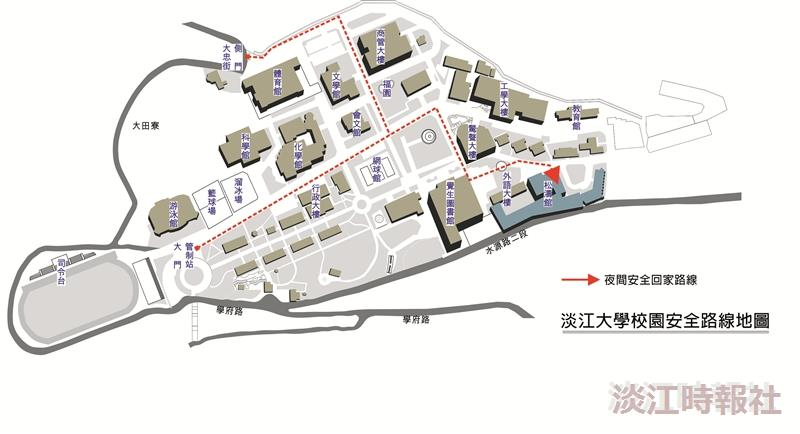 側門
大忠街
商管大樓
體育館
文學館
福園
工學大樓
教育館
大田寮
會文館
科學館
化學館
驚聲大樓
網球館
外語大樓
松濤館
溜冰場
籃球場
行政大樓
覺生圖書館
游泳館
管制站
大門
水源路二段
司令台
夜間安全回家路線
學府路
學府路
淡江大學校園安全路線地圖
淡江時報社